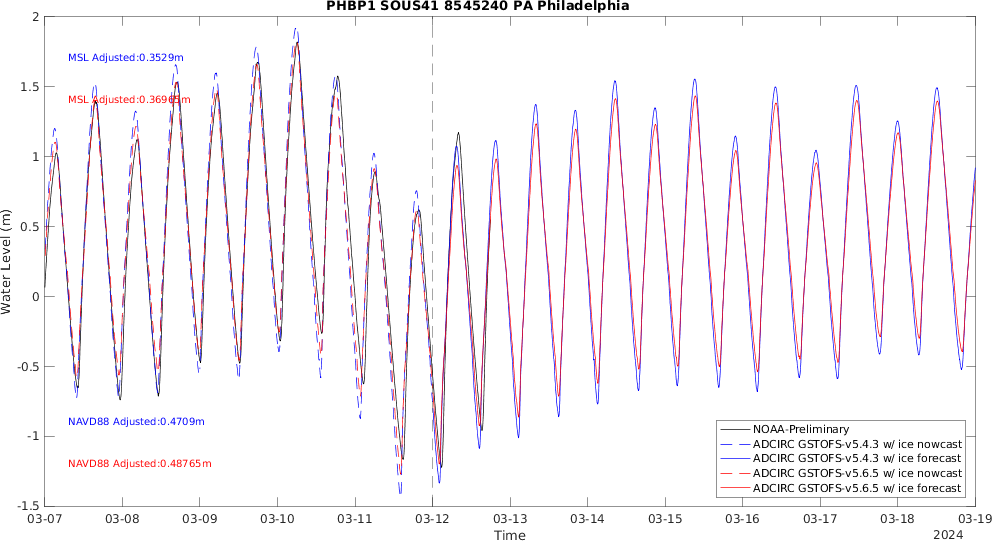 PHBP1 SOUS41 8545240 PA Philadelphia
2
1.5
1
0.5
0
-0.5
-1
-1.5
Water Level (m)
MSL Adjusted:0.3529m
MSL Adjusted:0.36965m
NAVD88 Adjusted:0.4709m
NAVD88 Adjusted:0.48765m
NOAA-Preliminary
ADCIRC GSTOFS-v5.4.3 w/ ice nowcast
ADCIRC GSTOFS-v5.4.3 w/ ice forecast
ADCIRC GSTOFS-v5.6.5 w/ ice nowcast
ADCIRC GSTOFS-v5.6.5 w/ ice forecast
03-07 03-08 03-09 03-10 03-11 03-12 03-13 03-14 03-15 03-16 03-17 03-18 03-19
Time
2024